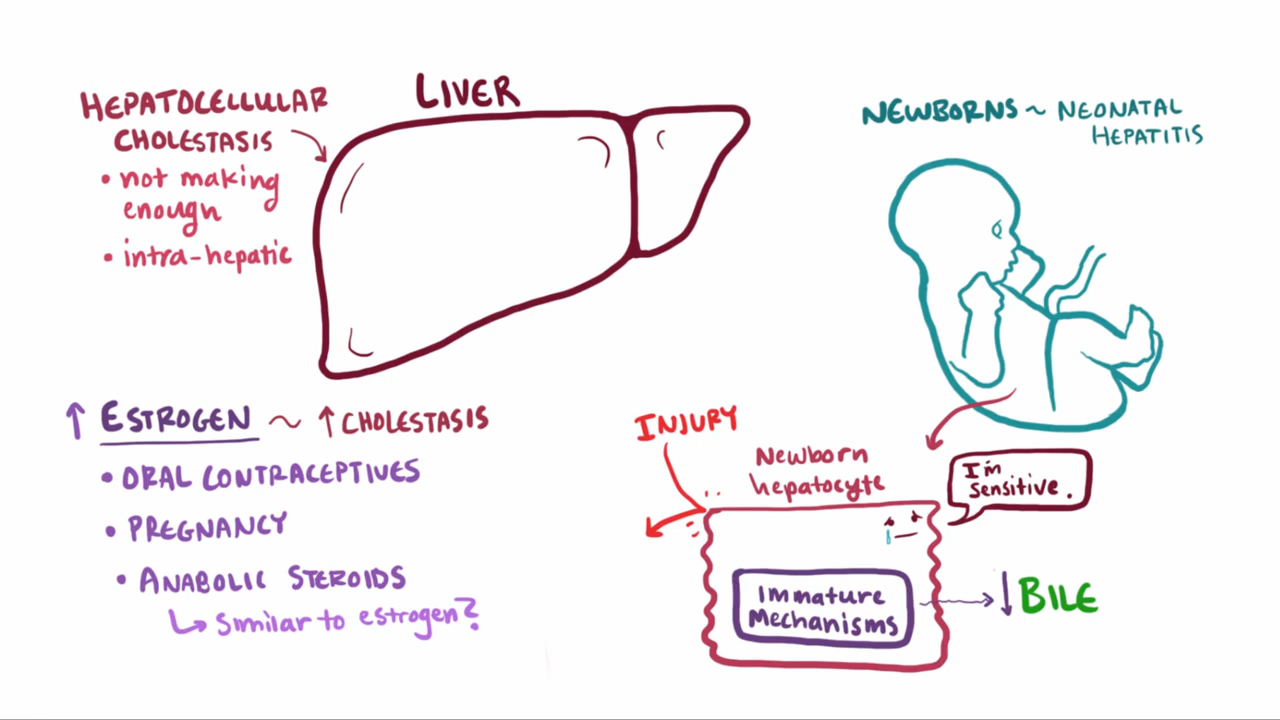 LIVER
HEPATOCELLULAR
CHOLESTASIS
• not making
enough
• intra-hepatic
NEWBORNS ~ NEONATAL
HEPATITIS
↑ ESTROGEN ~ ↑ CHOLESTASIS
• ORAL CONTRACEPTIVES
• PREGNANCY
• ANABOLIC STEROIDS
↳ Similar to estrogen?
INJURY
Newborn
hepatocyte
I'm
Sensitive.
Immature
Mechanisms
↓ BILE